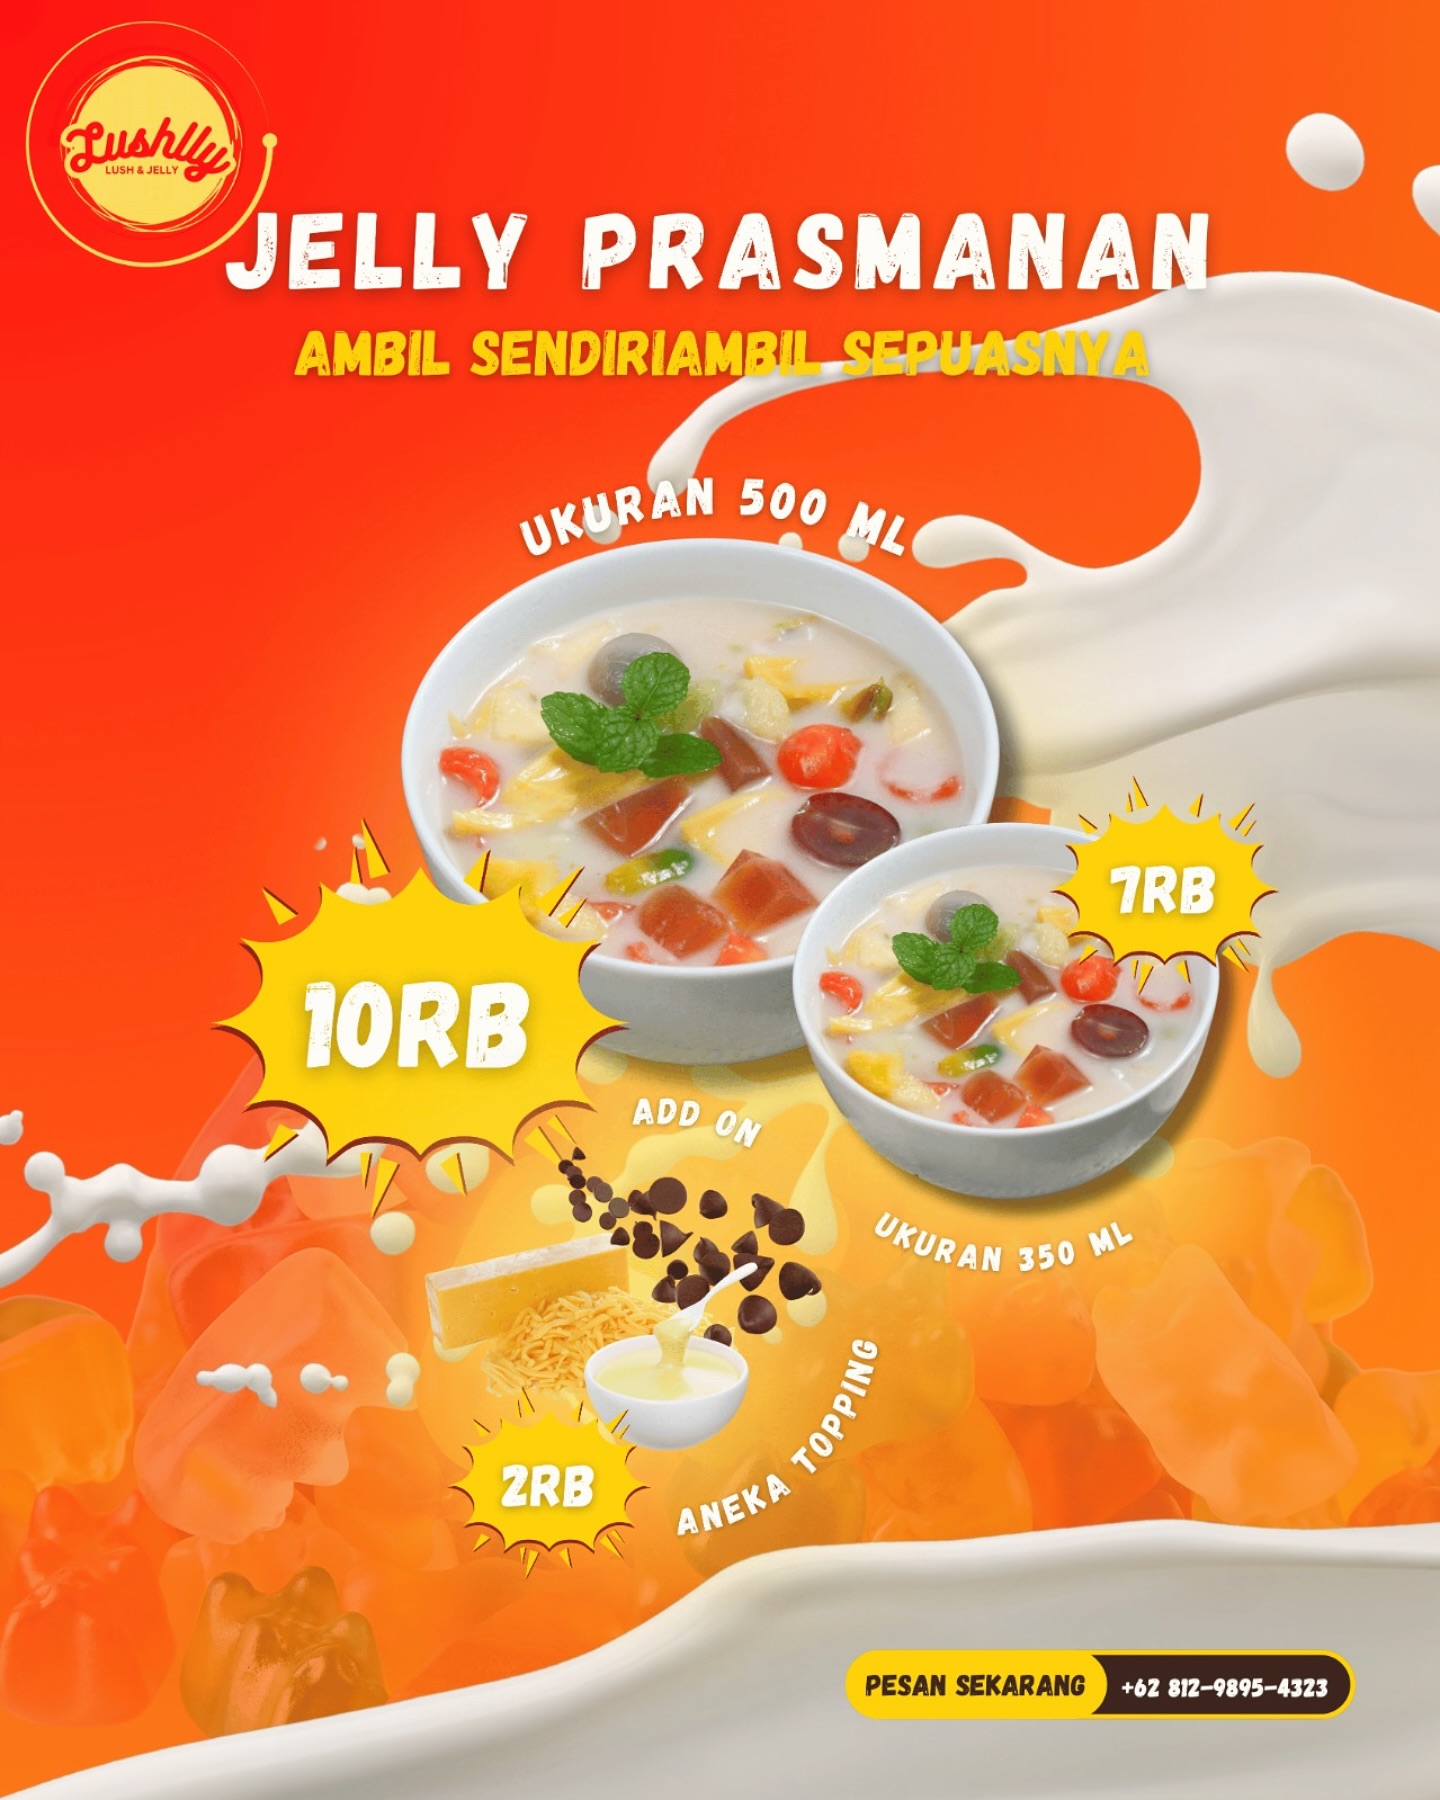 Lushlly
LUSH & JELLY
JELLY PRASMANAN
AMBIL SENDIRIAMBIL SEPUASNYA
UKURAN 500 ML
7RB
10RB
ADD ON
UKURAN 350 ML
2RB
ANEKA TOPPING
PESAN SEKARANG
+62 812-9895-4323